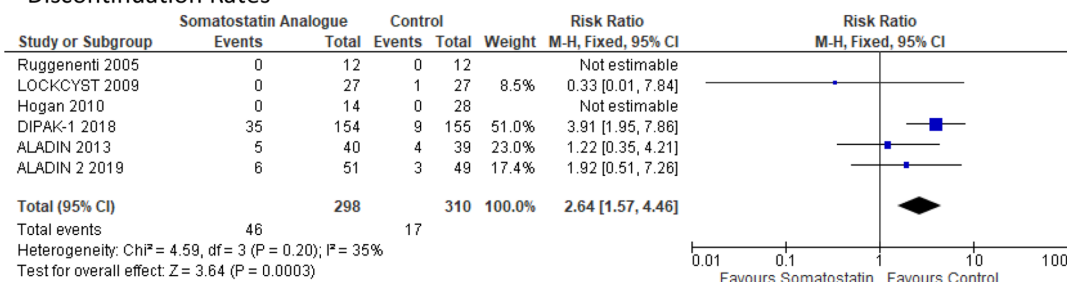 Discontinuation Rates
Somatostatin Analogue Control Risk Ratio Risk Ratio
Study or Subgroup Events Total Events Total Weight M-H, Fixed, 95% CI M-H, Fixed, 95% CI
Ruggenenti 2005 0 12 0 12 Not estimable
LOCKCYST 2009 0 27 1 27 8.5% 0.33 [0.01, 7.84]
Hogan 2010 0 14 0 28 Not estimable
DIPAK-1 2018 35 154 9 155 51.0% 3.91 [1.95, 7.86]
ALADIN 2013 5 40 4 39 23.0% 1.22 [0.35, 4.21]
ALADIN 2 2019 6 51 3 49 17.4% 1.92 [0.51, 7.26]
Total (95% CI) 298 310 100.0% 2.64 [1.57, 4.46]
Total events 46 17
Heterogeneity: Chi² = 4.59, df = 3 (P = 0.20); I² = 35%
Test for overall effect: Z = 3.64 (P = 0.0003)
0.01 0.1 1 10 100
Favours Somatostatin Favours Control